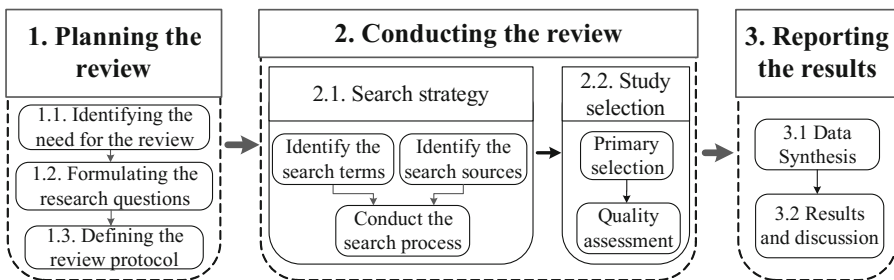 1. Planning the
review
1.1. Identifying the
need for the review
1.2. Formulating the
research questions
1.3. Defining the
review protocol
2. Conducting the review
2.1. Search strategy
Identify the
search terms
Identify the
search sources
Conduct the
search process
2.2. Study
selection
Primary
selection
Quality
assessment
3. Reporting
the results
3.1 Data
Synthesis
3.2 Results
and discussion